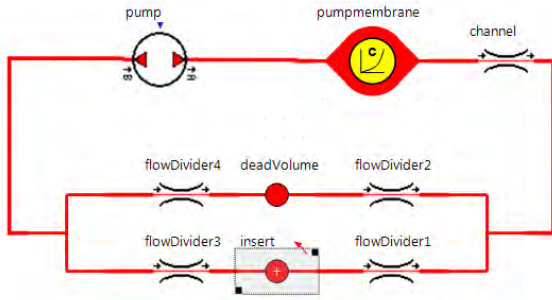 pump
pumpmembrane
channel
B
A
C
flowDivider4
deadVolume
flowDivider2
flowDivider3
insert
flowDivider1